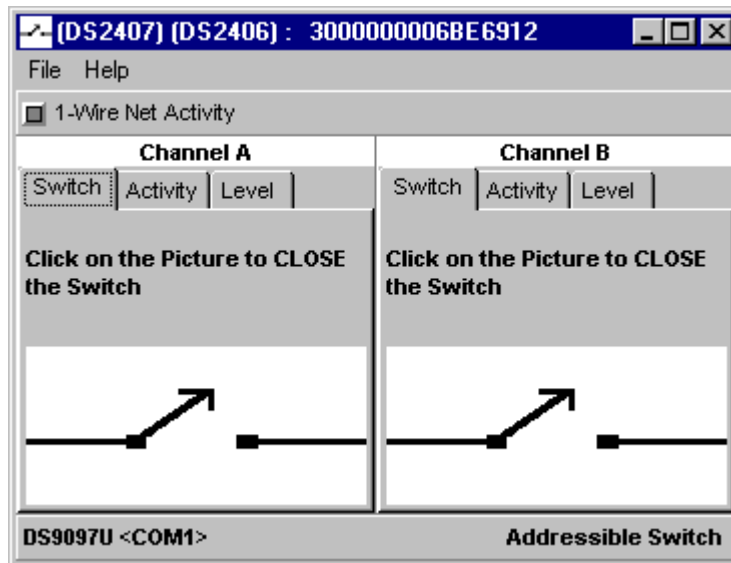 (DS2407) (DS2406) : 3000000006BE6912
File Help
1-Wire Net Activity
Channel A
Switch Activity Level
Click on the Picture to CLOSE
the Switch
Channel B
Switch Activity Level
Click on the Picture to CLOSE
the Switch
DS9097U <COM1> Addressible Switch